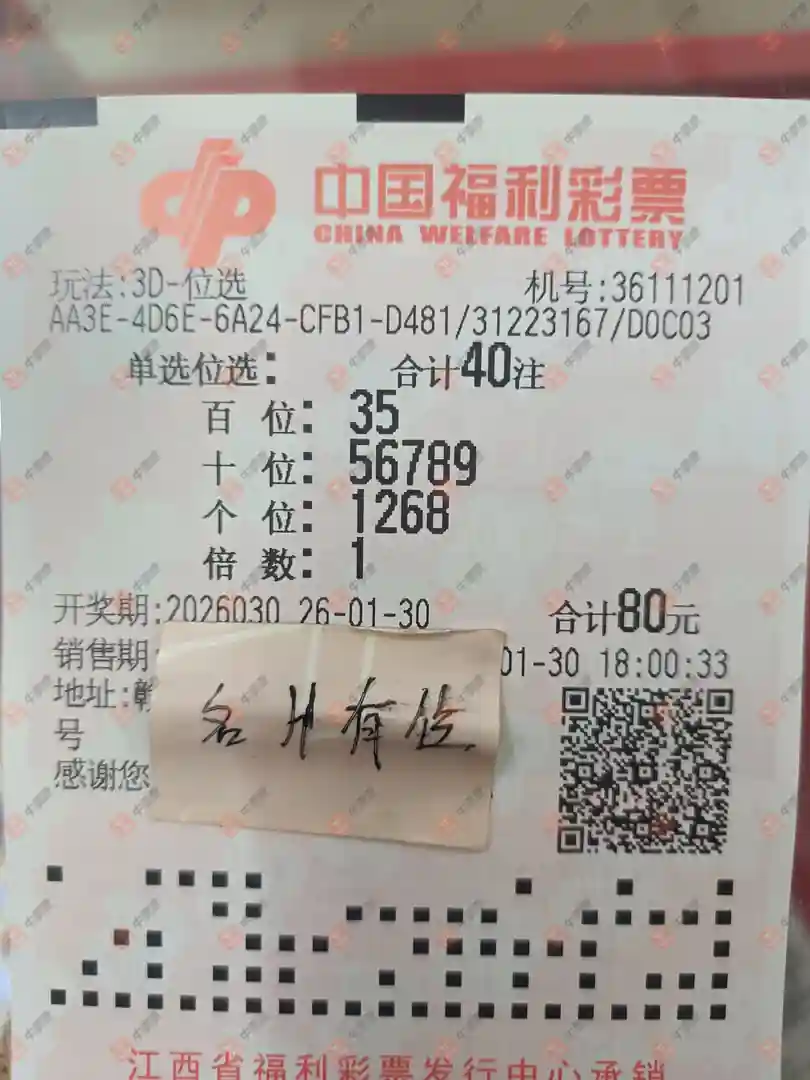 中国福利彩票
CHINA WELFARE LOTTERY
玩法:3D-位选 机号:36111201
AA3E-4D6E-6A24-CFB1-D481/31223167/D0C03
单选位选: 合计40注
百 位: 35
十 位: 56789
个 位: 1268
倍 数: 1
开奖期:2026030 26-01-30 合计80元
销售期: 01-30 18:00:33
地址:赣
号
感谢您
名片有位
江西省福利彩票发行中心承销